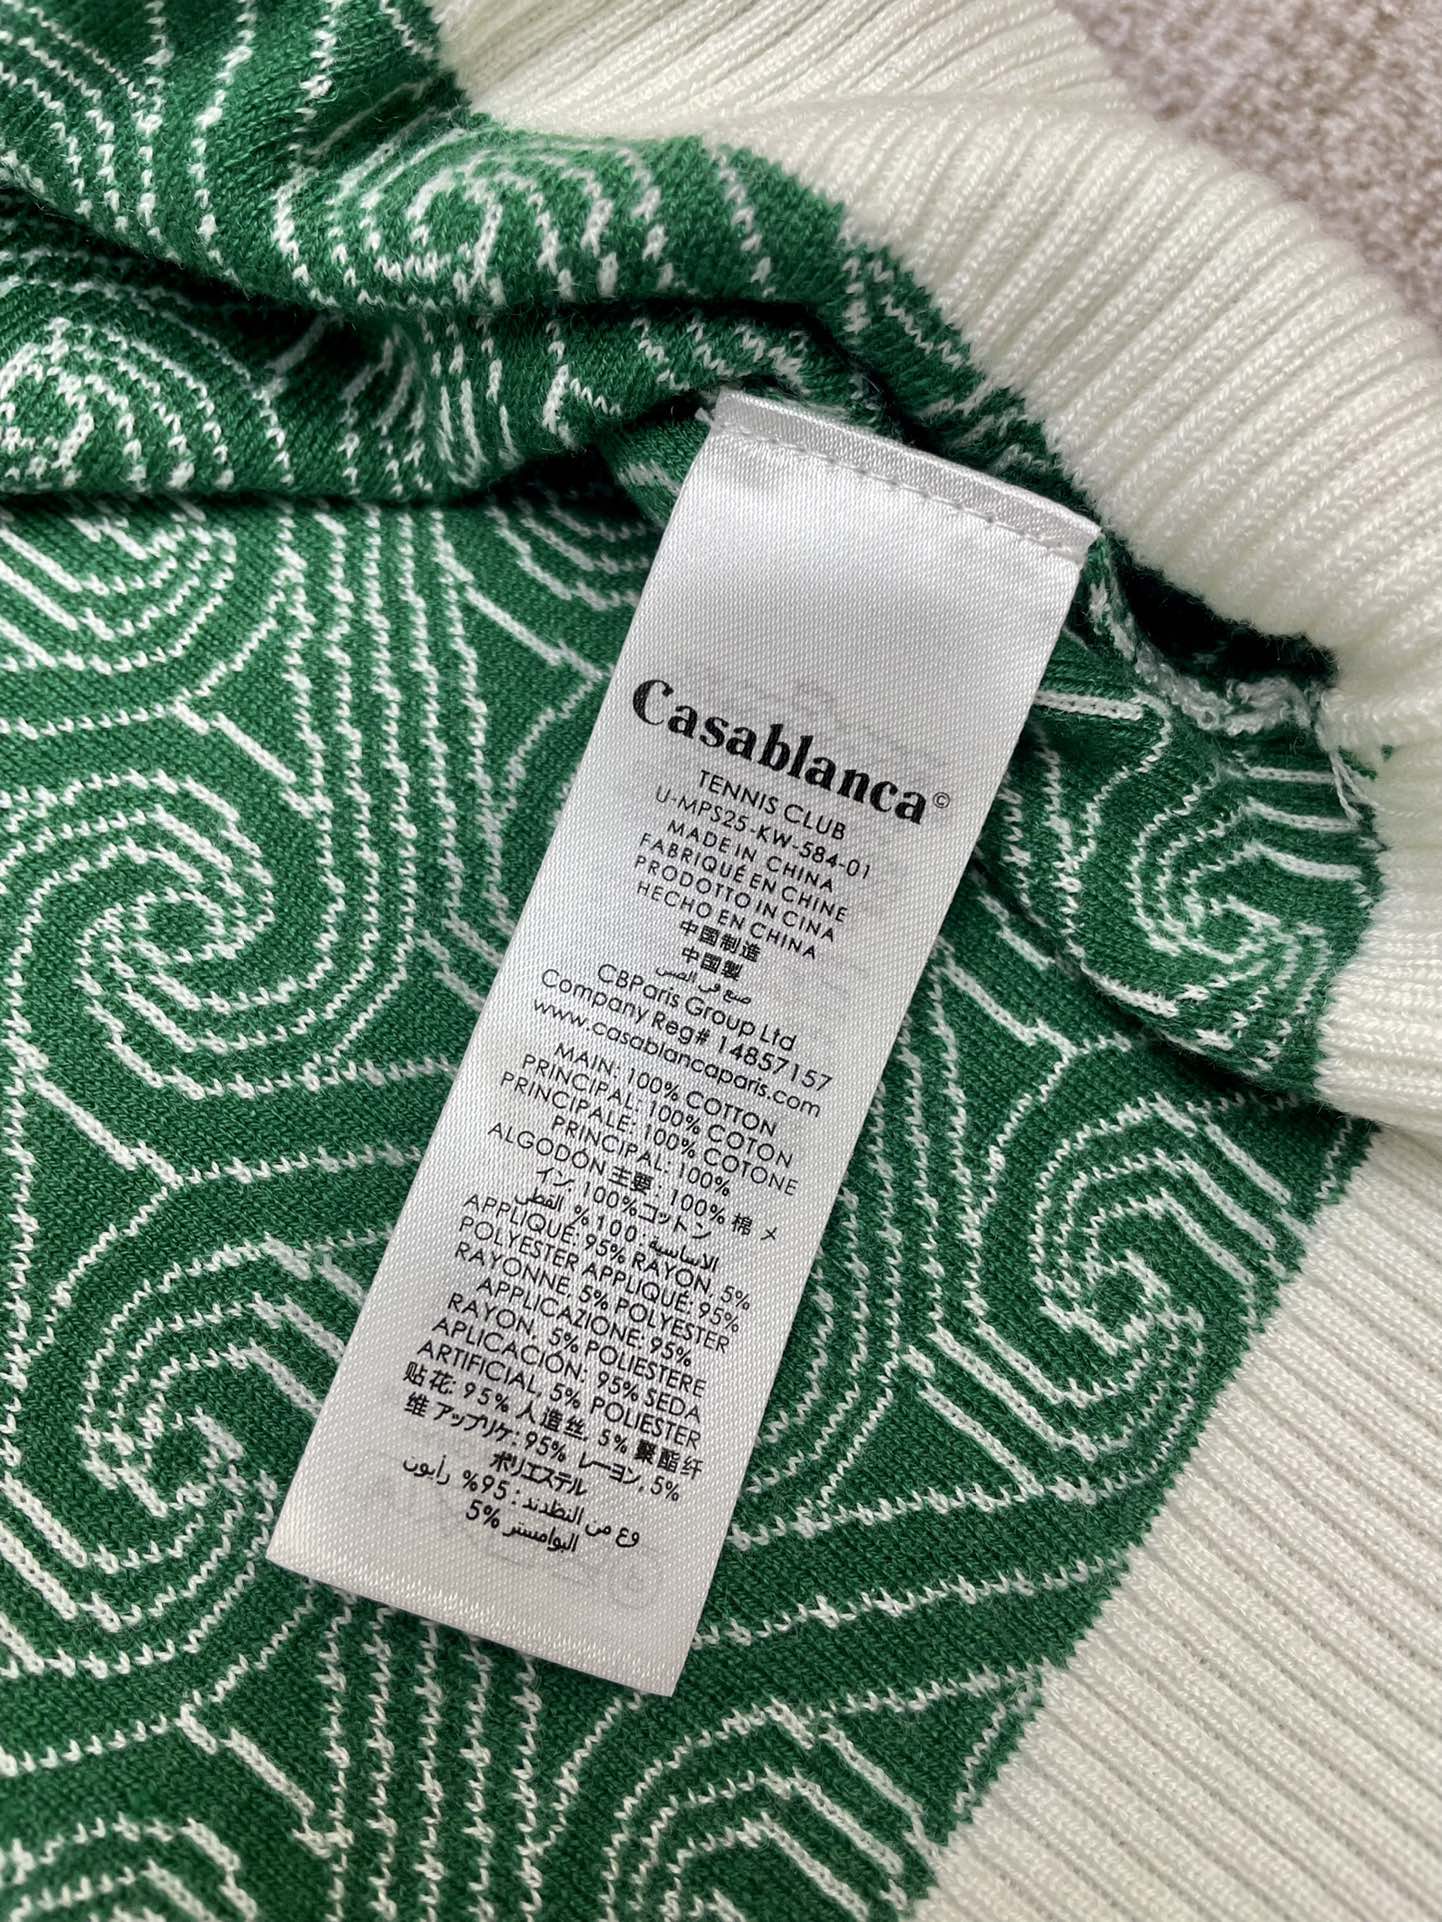 Casablanca©
TENNIS CLUB
U-MPS25-KW-584-01
MADE IN CHINA
FABRIQUÉ EN CHINE
PRODOTTO IN CINA
HECHO EN CHINA
中国制造
中国製
صنع في الصين
CBParis Group Ltd
Company Reg# 14857157
www.casablancaparis.com
MAIN: 100% COTTON
PRINCIPAL: 100% COTON
PRINCIPALE: 100% COTONE
PRINCIPAL: 100%
ALGODÓN 主要: 100% 棉 メ
イン: 100%コットン
الاساسية: 100% القطن
APPLIQUE: 95% RAYON, 5%
POLYESTER APPLIQUÉ: 95%
RAYONNE, 5% POLYESTER
APPLICAZIONE: 95%
RAYON, 5% POLIESTERE
APLICACIÓN: 95% SEDA
ARTIFICIAL, 5% POLIESTER
贴花: 95% 人造丝, 5% 聚酯纤
维 アップリケ: 95% レーヨン, 5%
ポリエステル
95% رايون
5%